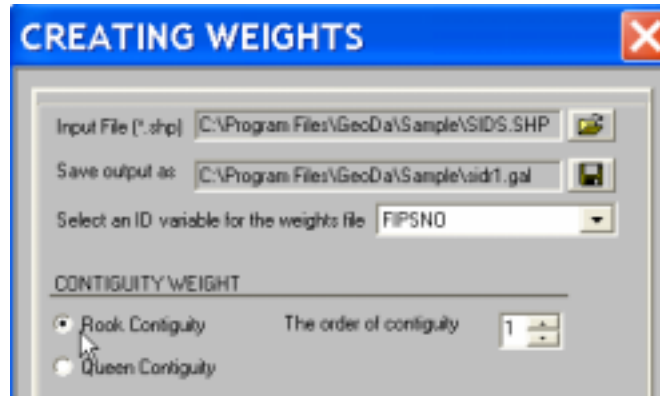 CREATING WEIGHTS
Input File (*.shp) C:\Program Files\GeoDa\Sample\SIDS.SHP
Save output as C:\Program Files\GeoDa\Sample\sidr1.gal
Select an ID variable for the weights file FIPSNO
CONTIGUITY WEIGHT
Rook Contiguity The order of contiguity 1
Queen Contiguity